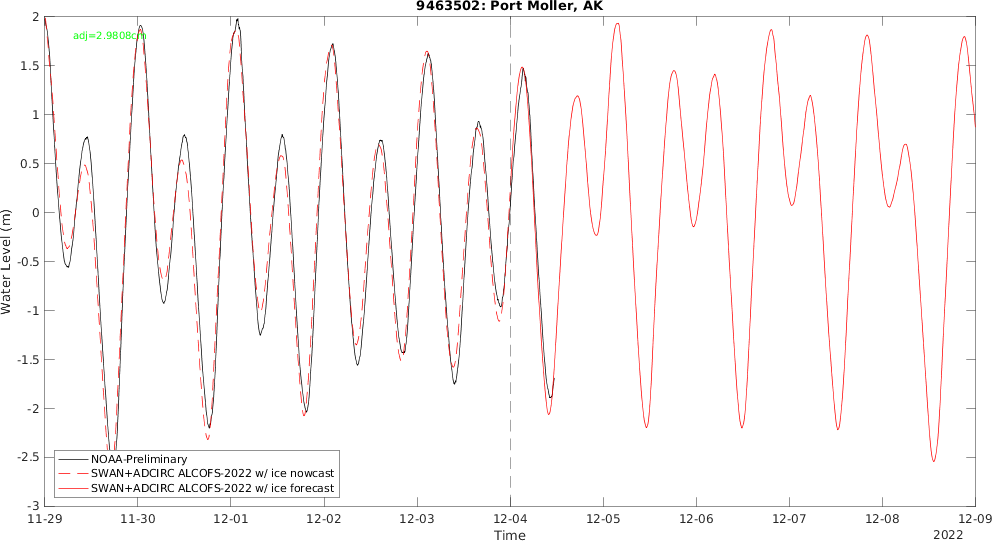 9463502: Port Moller, AK
adj=2.9808cm
Water Level (m)
2
1.5
1
0.5
0
-0.5
-1
-1.5
-2
-2.5
-3
NOAA-Preliminary
SWAN+ADCIRC ALCOFS-2022 w/ ice nowcast
SWAN+ADCIRC ALCOFS-2022 w/ ice forecast
11-29 11-30 12-01 12-02 12-03 12-04 12-05 12-06 12-07 12-08 12-09
Time
2022